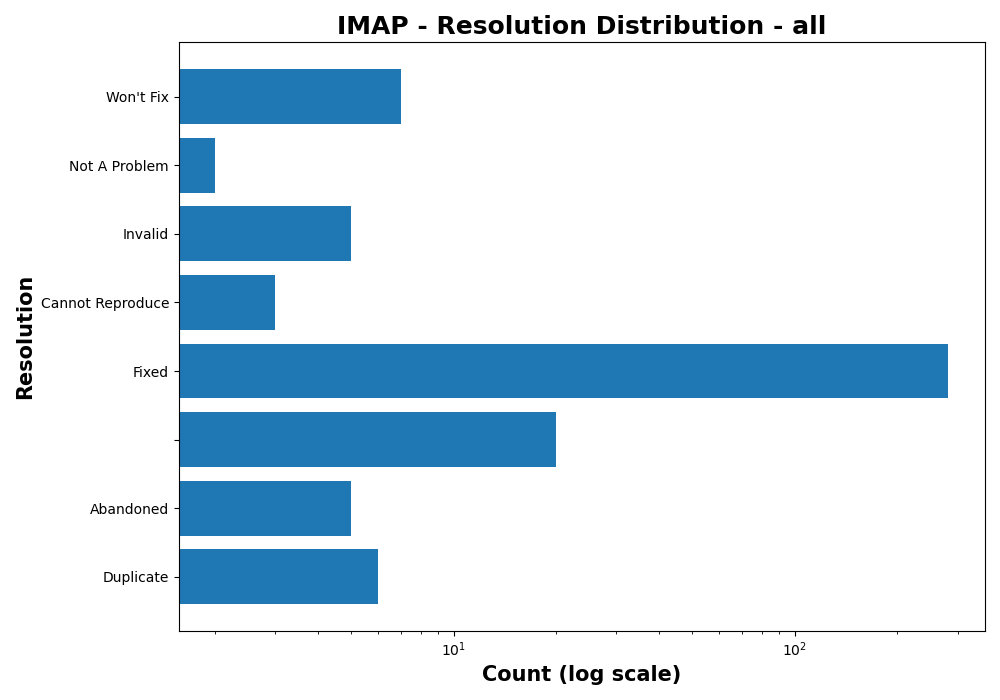 IMAP - Resolution Distribution - all
Won't Fix
Not A Problem
Invalid
Cannot Reproduce
Fixed
Abandoned
Duplicate
Resolution
10¹
10²
Count (log scale)